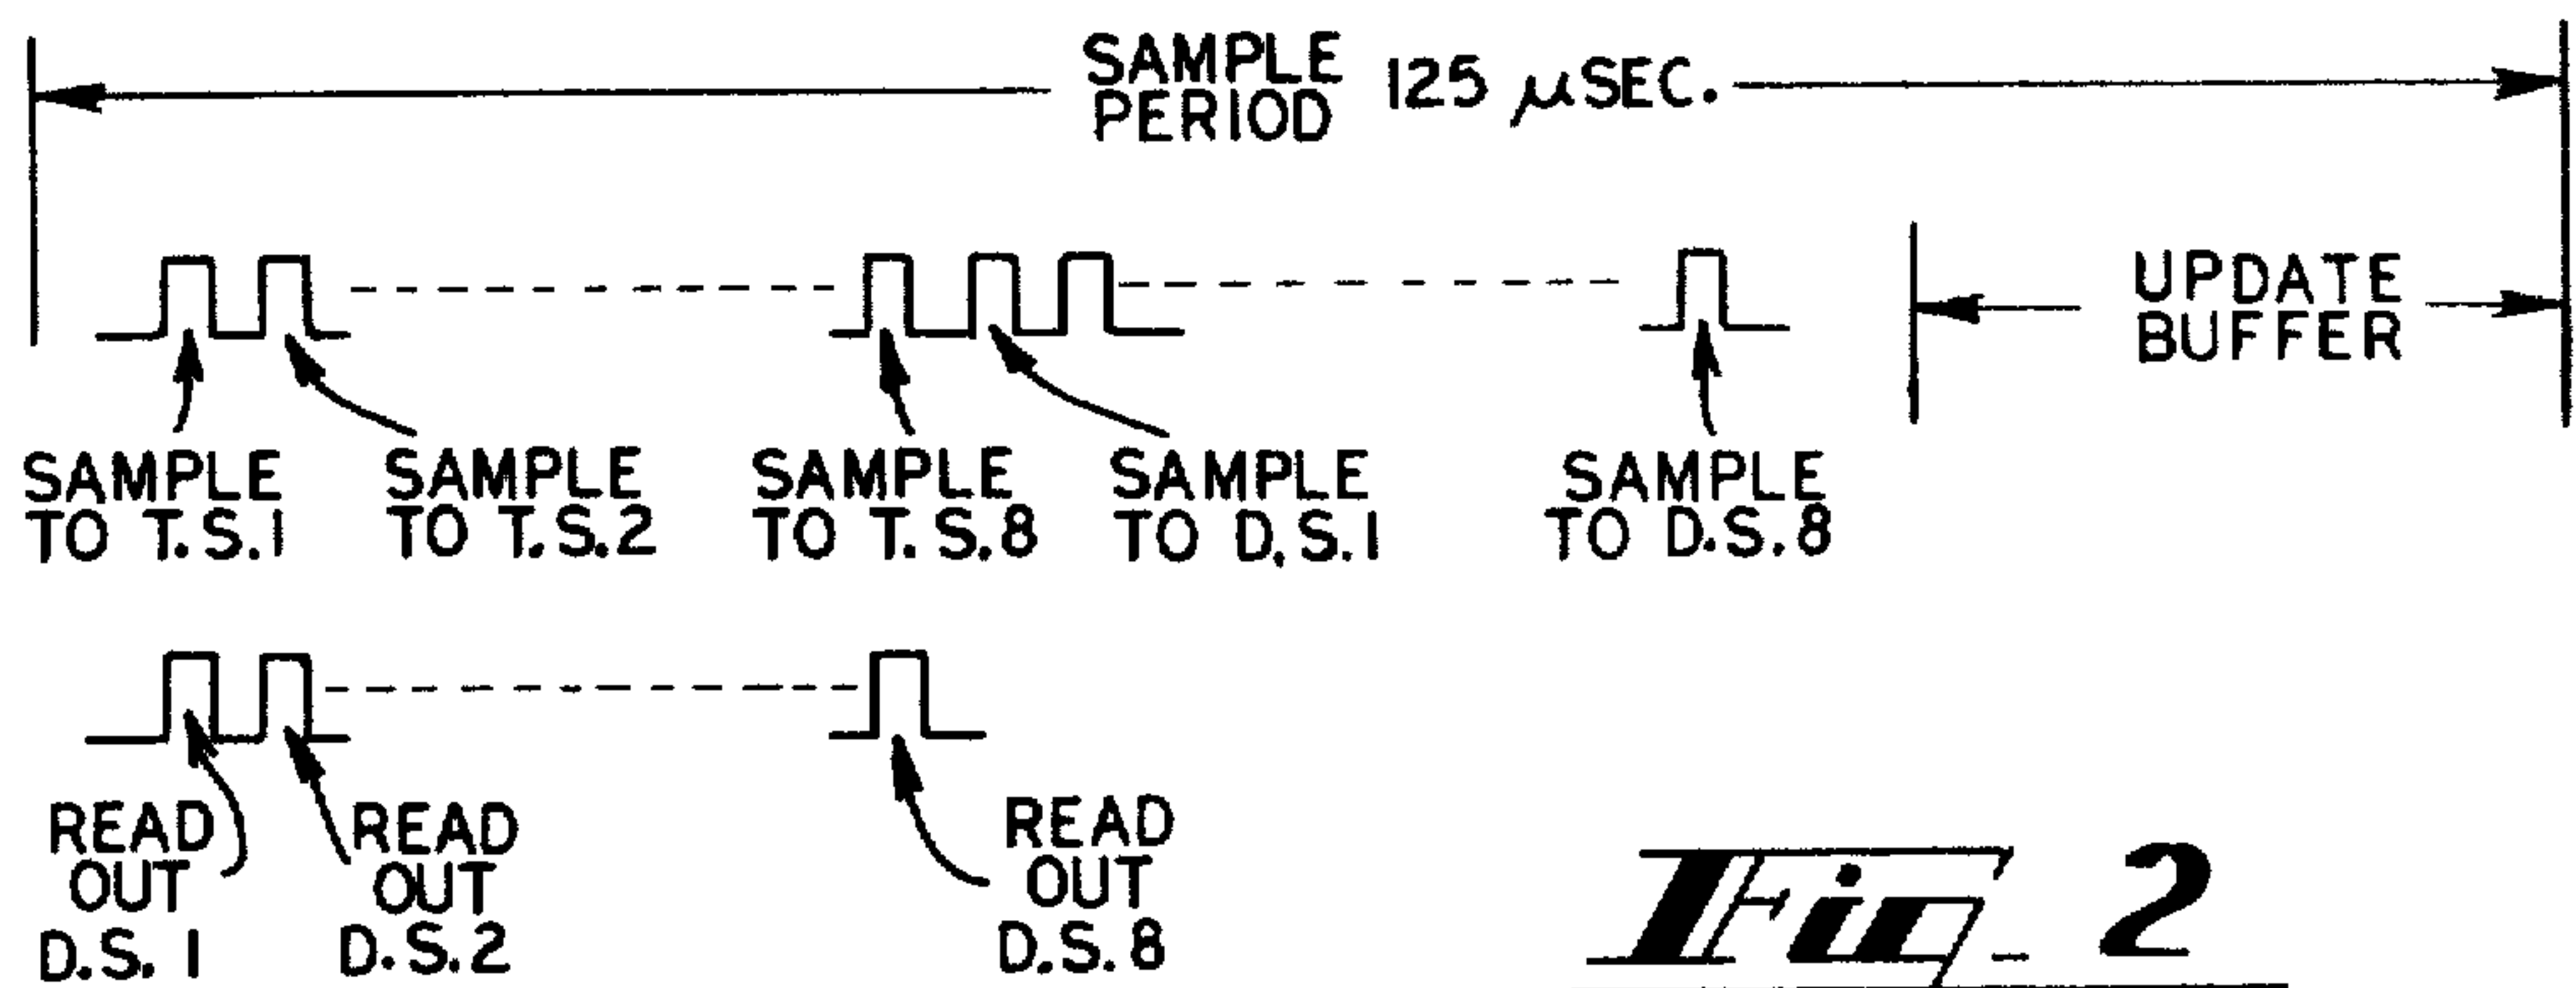 SAMPLE
PERIOD 125 µSEC.
UPDATE
BUFFER
SAMPLE
TO T.S.1
SAMPLE
TO T.S.2
SAMPLE
TO T.S.8
SAMPLE
TO D.S.1
SAMPLE
TO D.S.8
READ
OUT
D.S.1
READ
OUT
D.S.2
READ
OUT
D.S.8
Fig- 2